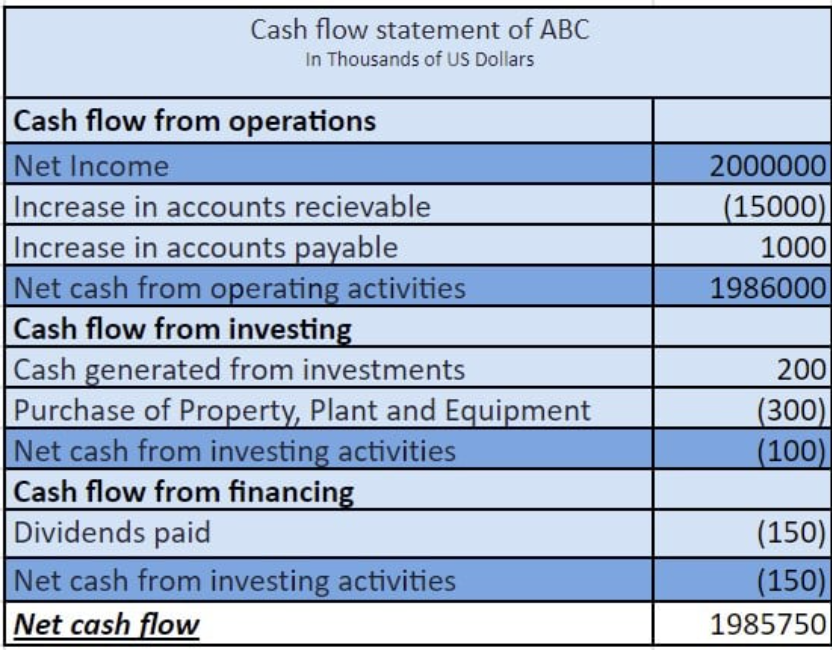 Cash flow statement of ABC
In Thousands of US Dollars
Cash flow from operations
Net Income 2000000
Increase in accounts recievable (15000)
Increase in accounts payable 1000
Net cash from operating activities 1986000
Cash flow from investing
Cash generated from investments 200
Purchase of Property, Plant and Equipment (300)
Net cash from investing activities (100)
Cash flow from financing
Dividends paid (150)
Net cash from investing activities (150)
Net cash flow 1985750